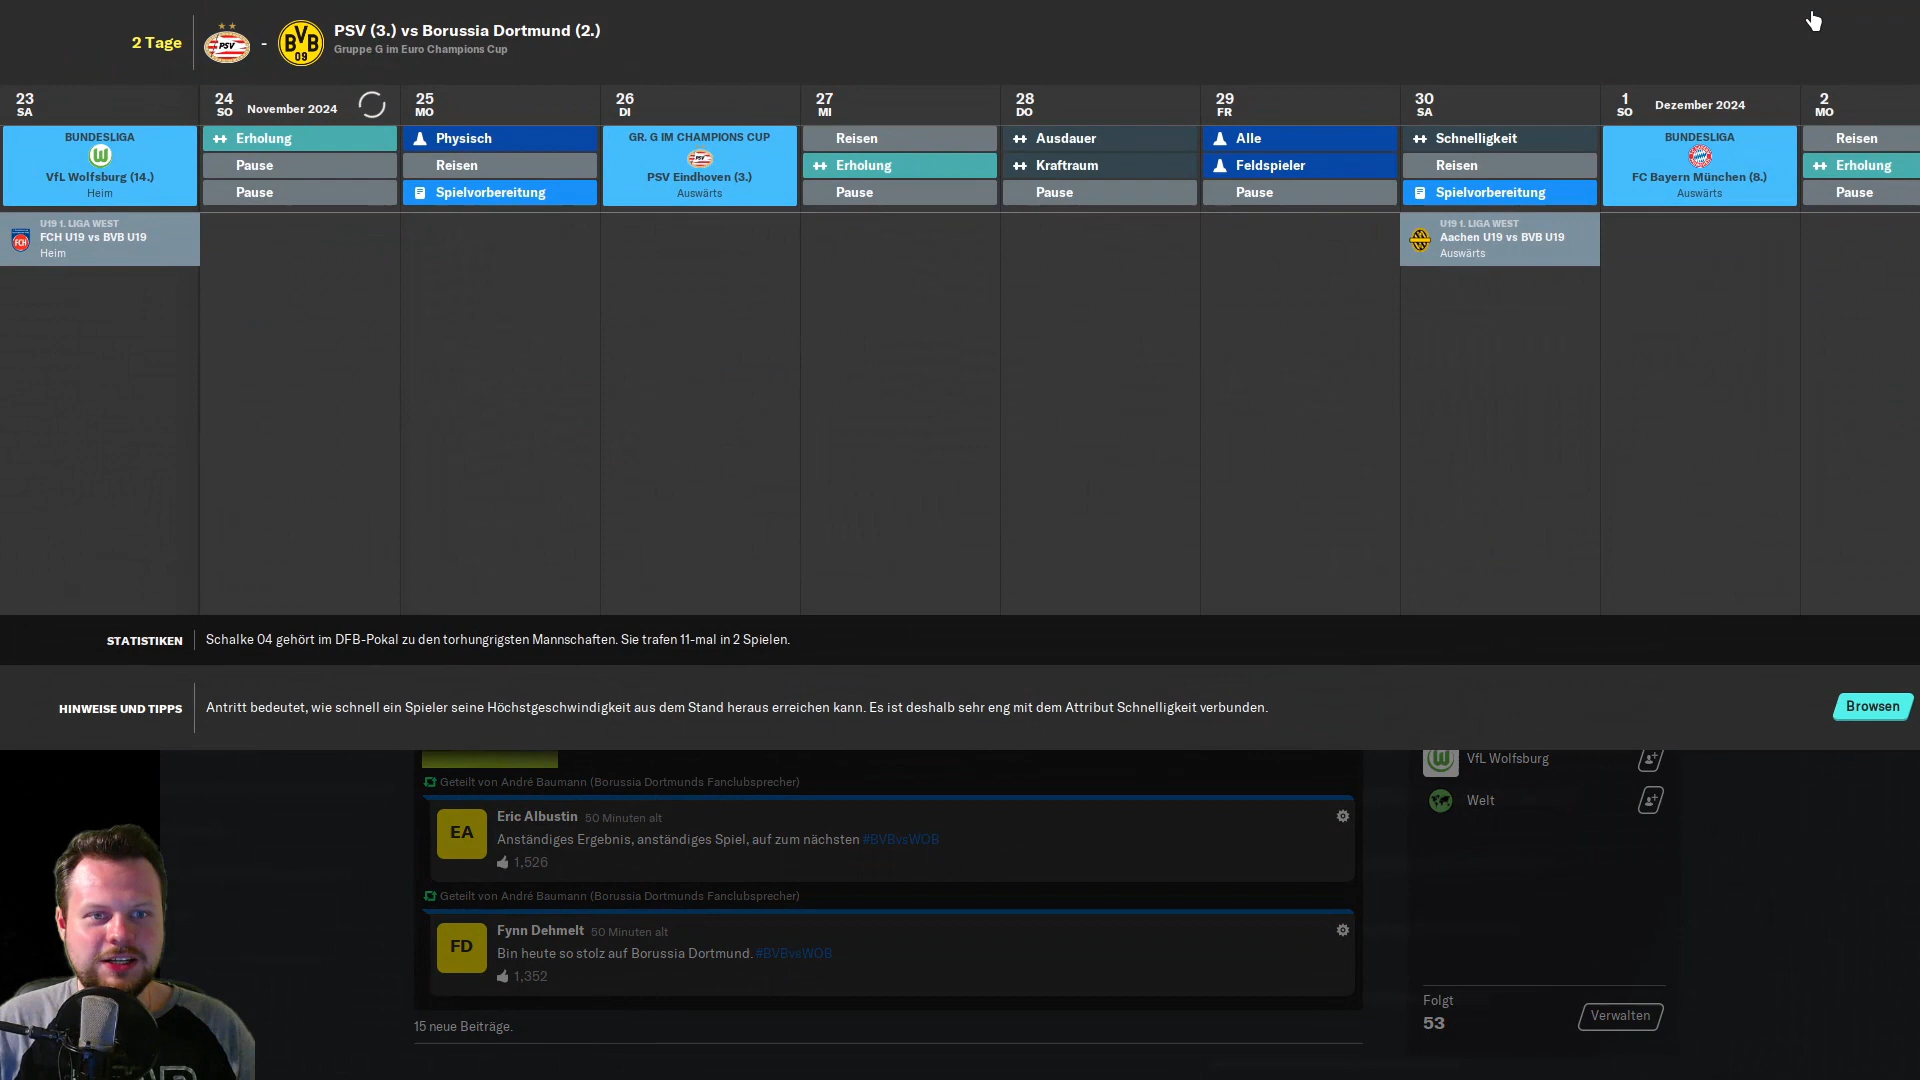 2 Tage
PSV
-
BVB
09
PSV (3.) vs Borussia Dortmund (2.)
Gruppe G im Euro Champions Cup
23
SA
24
SO
November 2024
25
MO
26
DI
27
MI
28
DO
29
FR
30
SA
1
SO
Dezember 2024
2
MO
BUNDESLIGA
VfL Wolfsburg (14.)
Heim
Erholung
Pause
Pause
Physisch
Reisen
Spielvorbereitung
GR. G IM CHAMPIONS CUP
PSV
PSV Eindhoven (3.)
Auswärts
Reisen
Erholung
Pause
Ausdauer
Kraftraum
Pause
Alle
Feldspieler
Pause
Schnelligkeit
Reisen
Spielvorbereitung
BUNDESLIGA
FC Bayern München (8.)
Auswärts
Reisen
Erholung
Pause
U19 1. LIGA WEST
FCH
FCH U19 vs BVB U19
Heim
U19 1. LIGA WEST
Aachen U19 vs BVB U19
Auswärts
STATISTIKEN
Schalke 04 gehört im DFB-Pokal zu den torhungrigsten Mannschaften. Sie trafen 11-mal in 2 Spielen.
HINWEISE UND TIPPS
Antritt bedeutet, wie schnell ein Spieler seine Höchstgeschwindigkeit aus dem Stand heraus erreichen kann. Es ist deshalb sehr eng mit dem Attribut Schnelligkeit verbunden.
Browsen
Geteilt von André Baumann (Borussia Dortmunds Fanclubsprecher)
EA
Eric Albustin 50 Minuten alt
Anständiges Ergebnis, anständiges Spiel, auf zum nächsten #BVBvsWOB
1,526
Geteilt von André Baumann (Borussia Dortmunds Fanclubsprecher)
FD
Fynn Dehmelt 50 Minuten alt
Bin heute so stolz auf Borussia Dortmund. #BVBvsWOB
1,352
15 neue Beiträge.
VfL Wolfsburg
Welt
Folgt
53
Verwalten